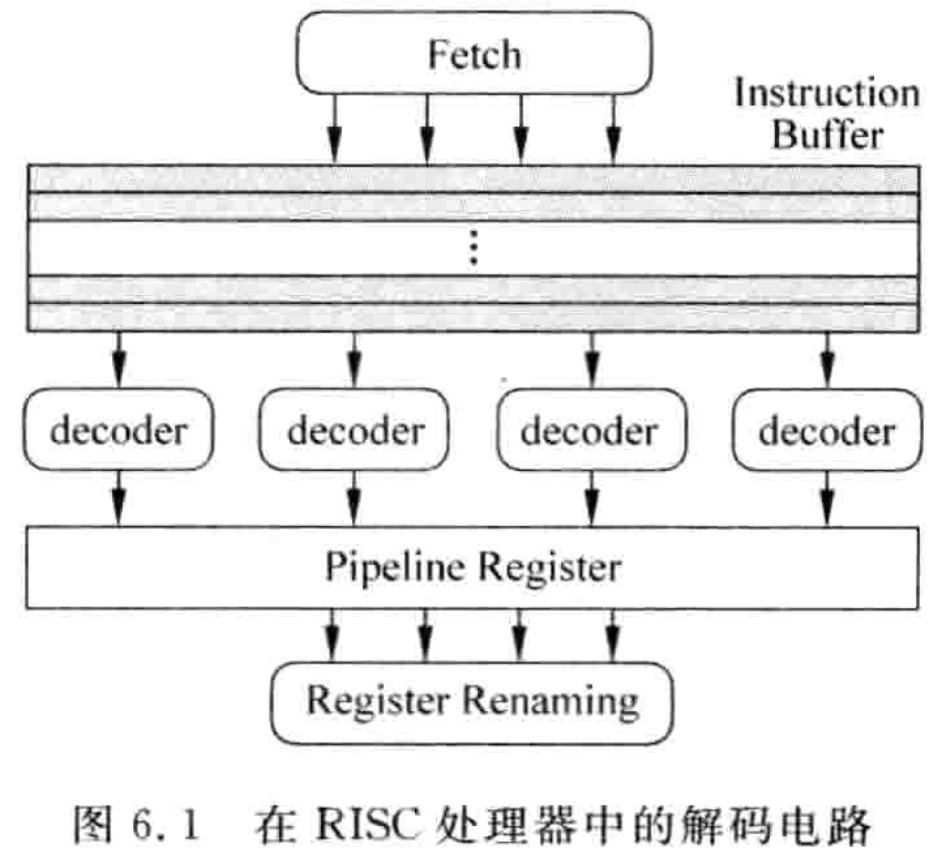 Fetch
Instruction
Buffer
decoder decoder decoder decoder
Pipeline Register
Register Renaming
图 6.1 在 RISC 处理器中的解码电路